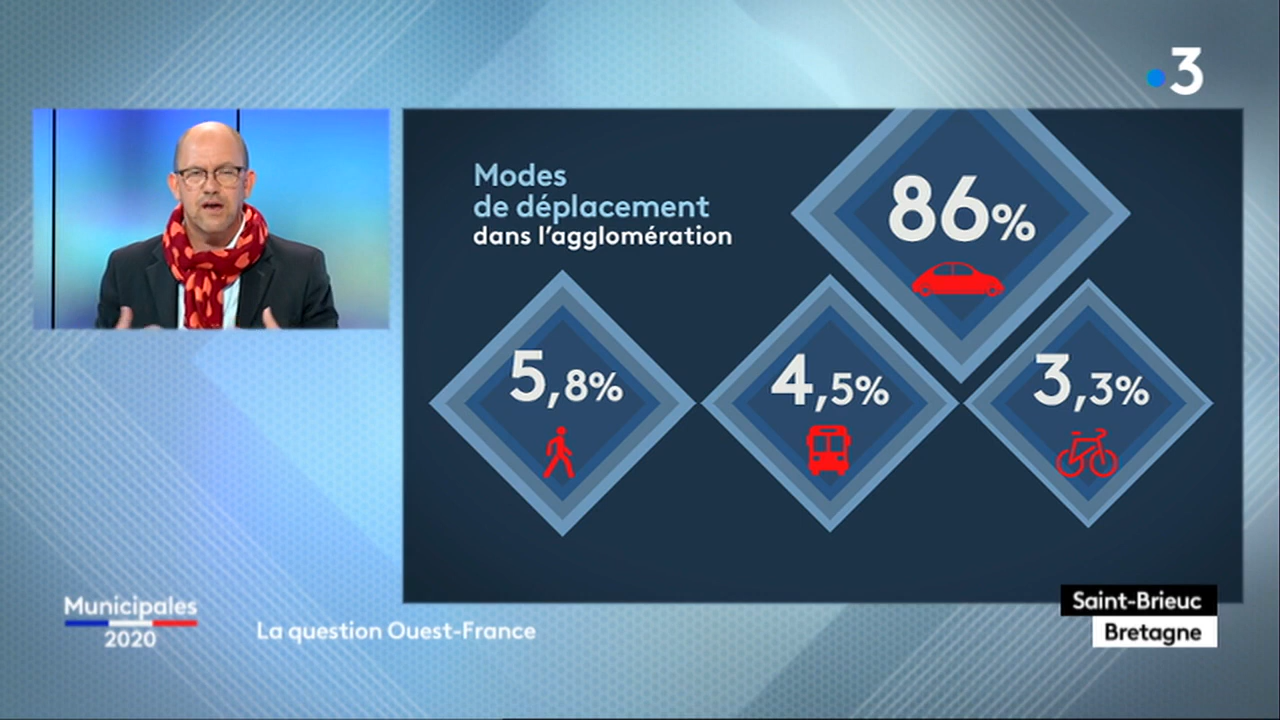 3
Modes
de déplacement
dans l'agglomération
86%
5,8%
4,5%
3,3%
Municipales
2020
La question Ouest-France
Saint-Brieuc
Bretagne